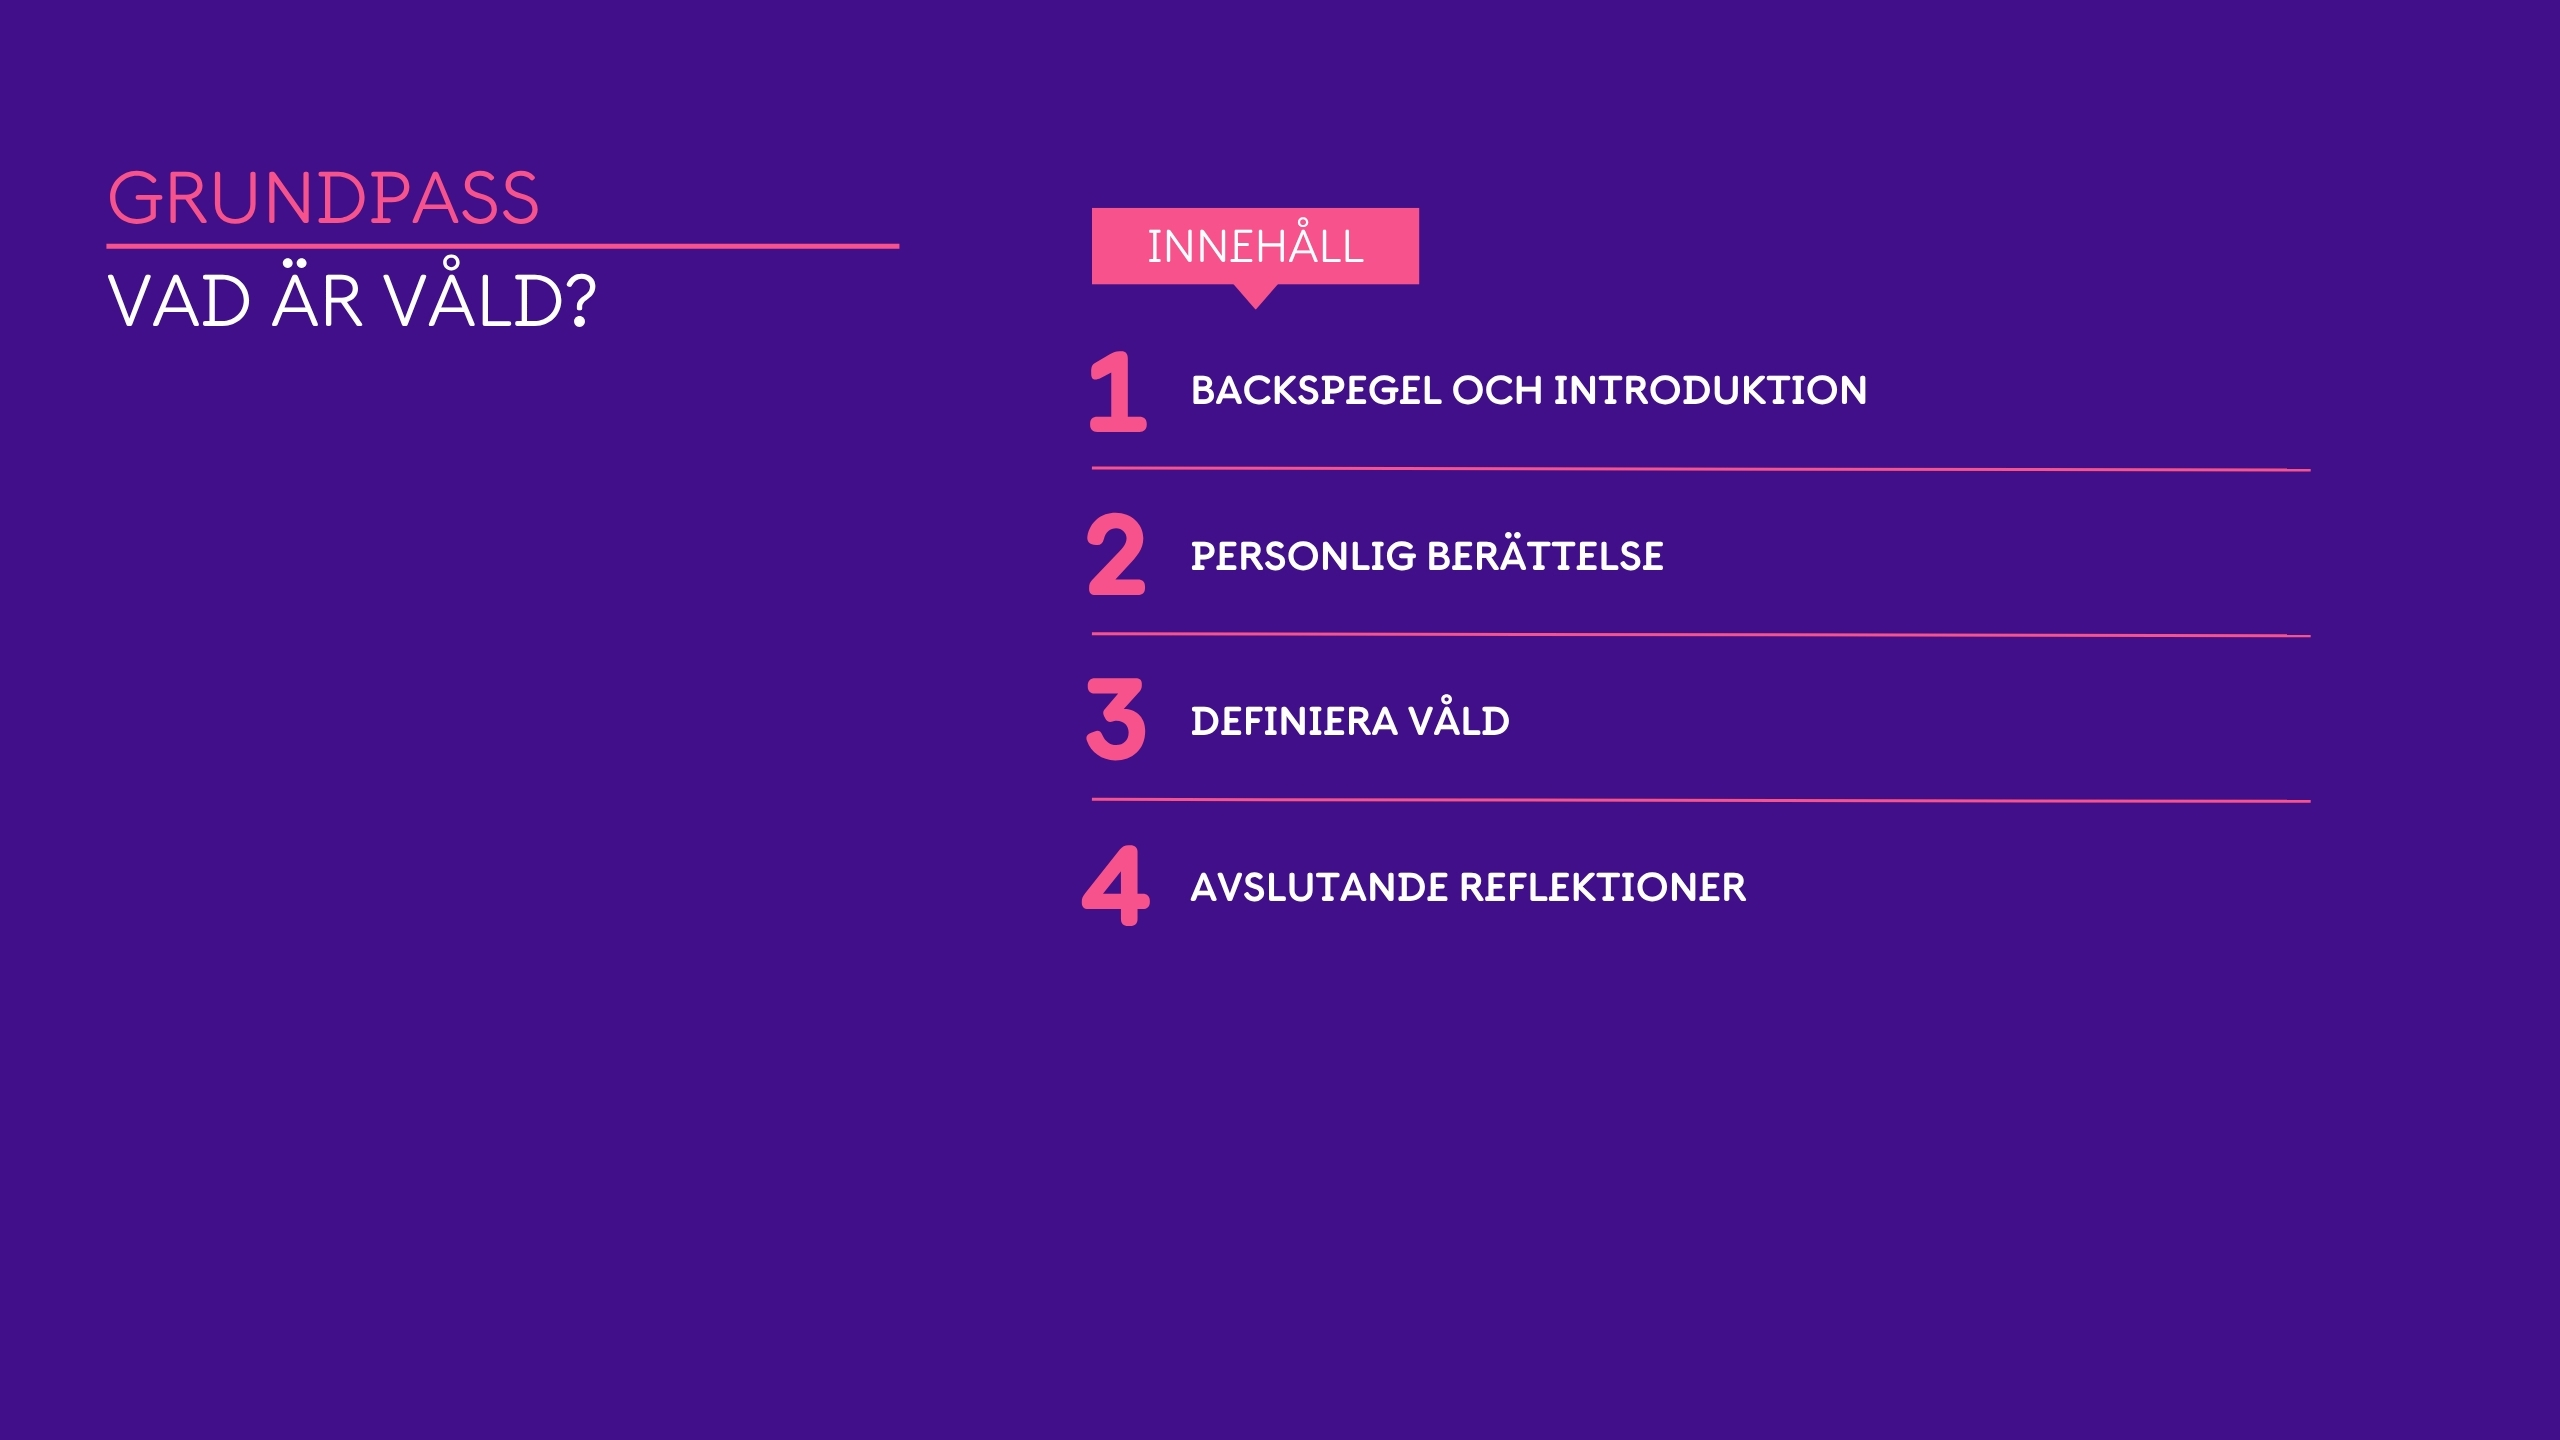 GRUNDPASS
VAD ÄR VÅLD?
INNEHÅLL
1 BACKSPEGEL OCH INTRODUKTION
2 PERSONLIG BERÄTTELSE
3 DEFINIERA VÅLD
4 AVSLUTANDE REFLEKTIONER